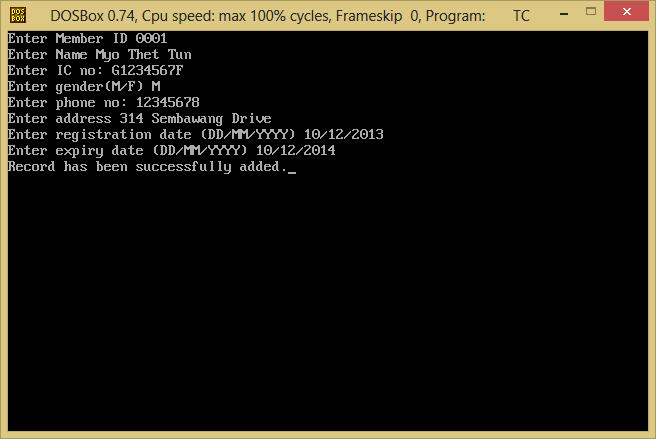 DOS
BOX
DOSBox 0.74, Cpu speed: max 100% cycles, Frameskip 0, Program: TC
Enter Member ID 0001
Enter Name Myo Thet Tun
Enter IC no: G1234567F
Enter gender(M/F) M
Enter phone no: 12345678
Enter address 314 Sembawang Drive
Enter registration date (DD/MM/YYYY) 10/12/2013
Enter expiry date (DD/MM/YYYY) 10/12/2014
Record has been successfully added._